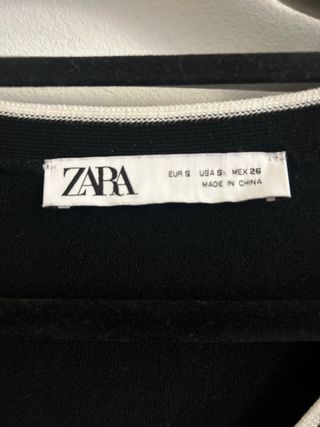 ZARA
EUR S USA S MEX 26
MADE IN CHINA